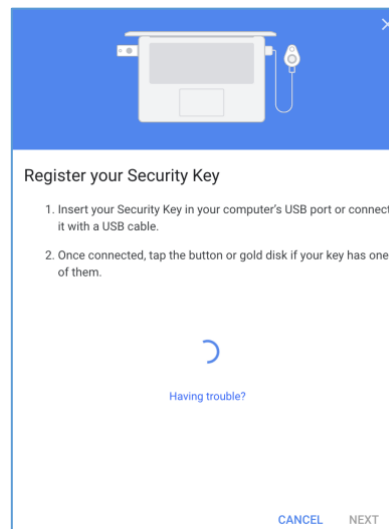 Register your Security Key
1. Insert your Security Key in your computer's USB port or connect
it with a USB cable.
2. Once connected, tap the button or gold disk if your key has one
of them.
Having trouble?
CANCEL NEXT